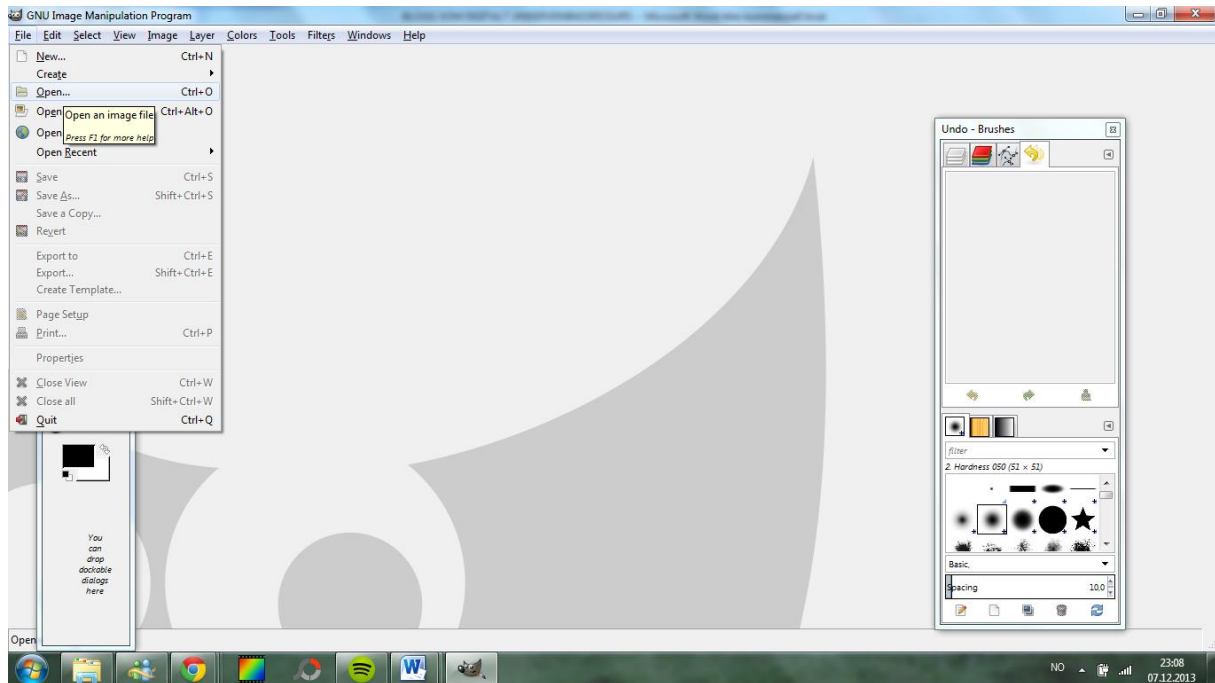 GNU Image Manipulation Program
File Edit Select View Image Layer Colors Tools Filters Windows Help
New... Ctrl+N
Create
Open... Ctrl+O
Open Ctrl+Alt+O
Open an image file
Open
Press F1 for more help
Open Recent
Save Ctrl+S
Save As... Shift+Ctrl+S
Save a Copy...
Revert
Export to Ctrl+E
Export... Shift+Ctrl+E
Create Template...
Page Setup
Print... Ctrl+P
Properties
Close View Ctrl+W
Close all Shift+Ctrl+W
Quit Ctrl+Q
You
can
drop
dockable
dialogs
here
Open
Undo - Brushes
filter
2. Hardness 050 (51 × 51)
Basic,
Spacing 10,0
NO
23:08
07.12.2013